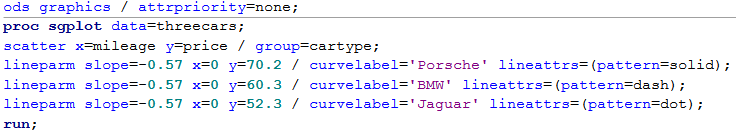 ods graphics / attrpriority=none;
proc sgplot data=threecars;
scatter x=mileage y=price / group=cartype;
lineparm slope=-0.57 x=0 y=70.2 / curvelabel='Porsche' lineattrs=(pattern=solid);
lineparm slope=-0.57 x=0 y=60.3 / curvelabel='BMW' lineattrs=(pattern=dash);
lineparm slope=-0.57 x=0 y=52.3 / curvelabel='Jaguar' lineattrs=(pattern=dot);
run;